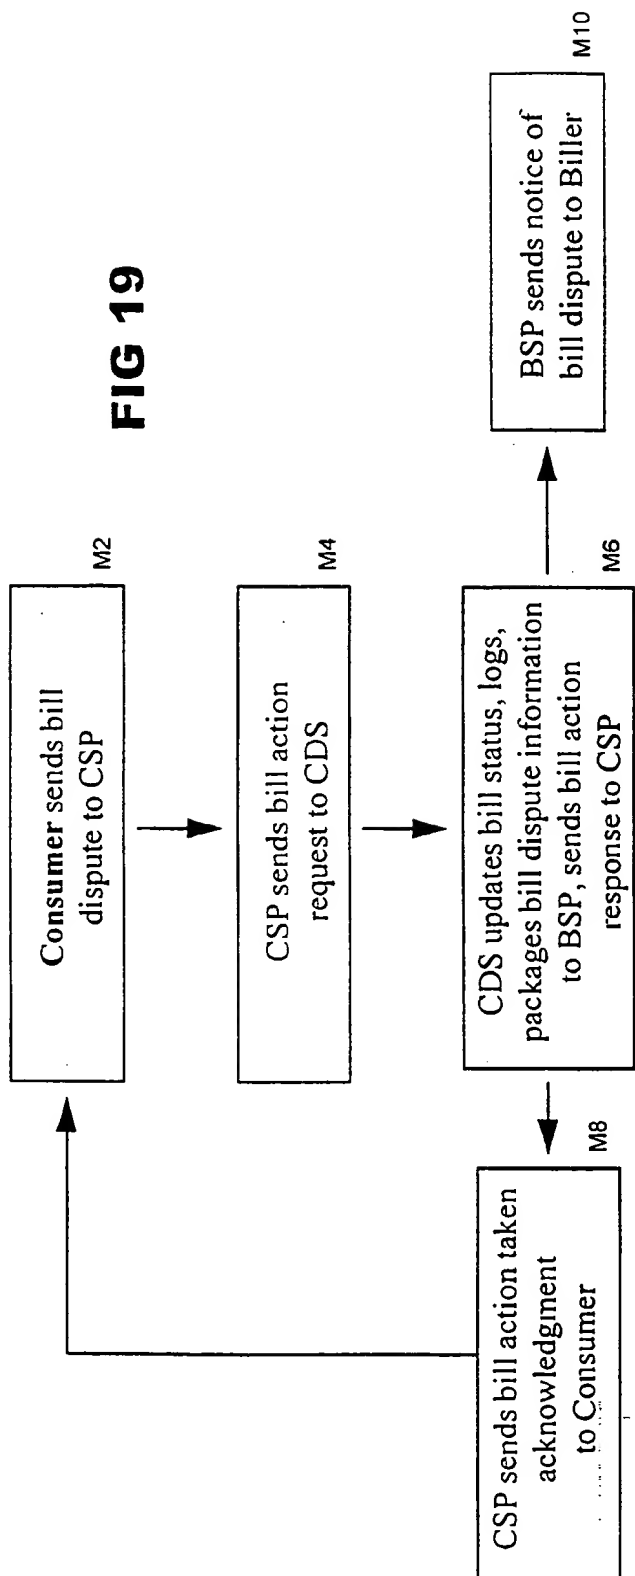 FIG 19
Consumer sends bill
dispute to CSP
M2
CSP sends bill action
request to CDS
M4
CDS updates bill status, logs,
packages bill dispute information
to BSP, sends bill action
response to CSP
M6
CSP sends bill action taken
acknowledgment
to Consumer
M8
BSP sends notice of
bill dispute to Biller
M10